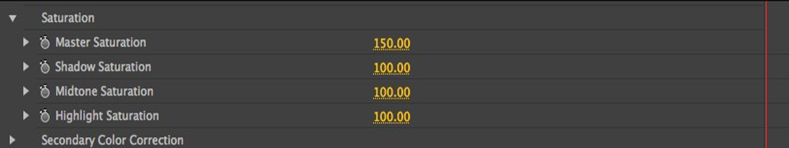 Saturation
Master Saturation 150.00
Shadow Saturation 100.00
Midtone Saturation 100.00
Highlight Saturation 100.00
Secondary Color Correction